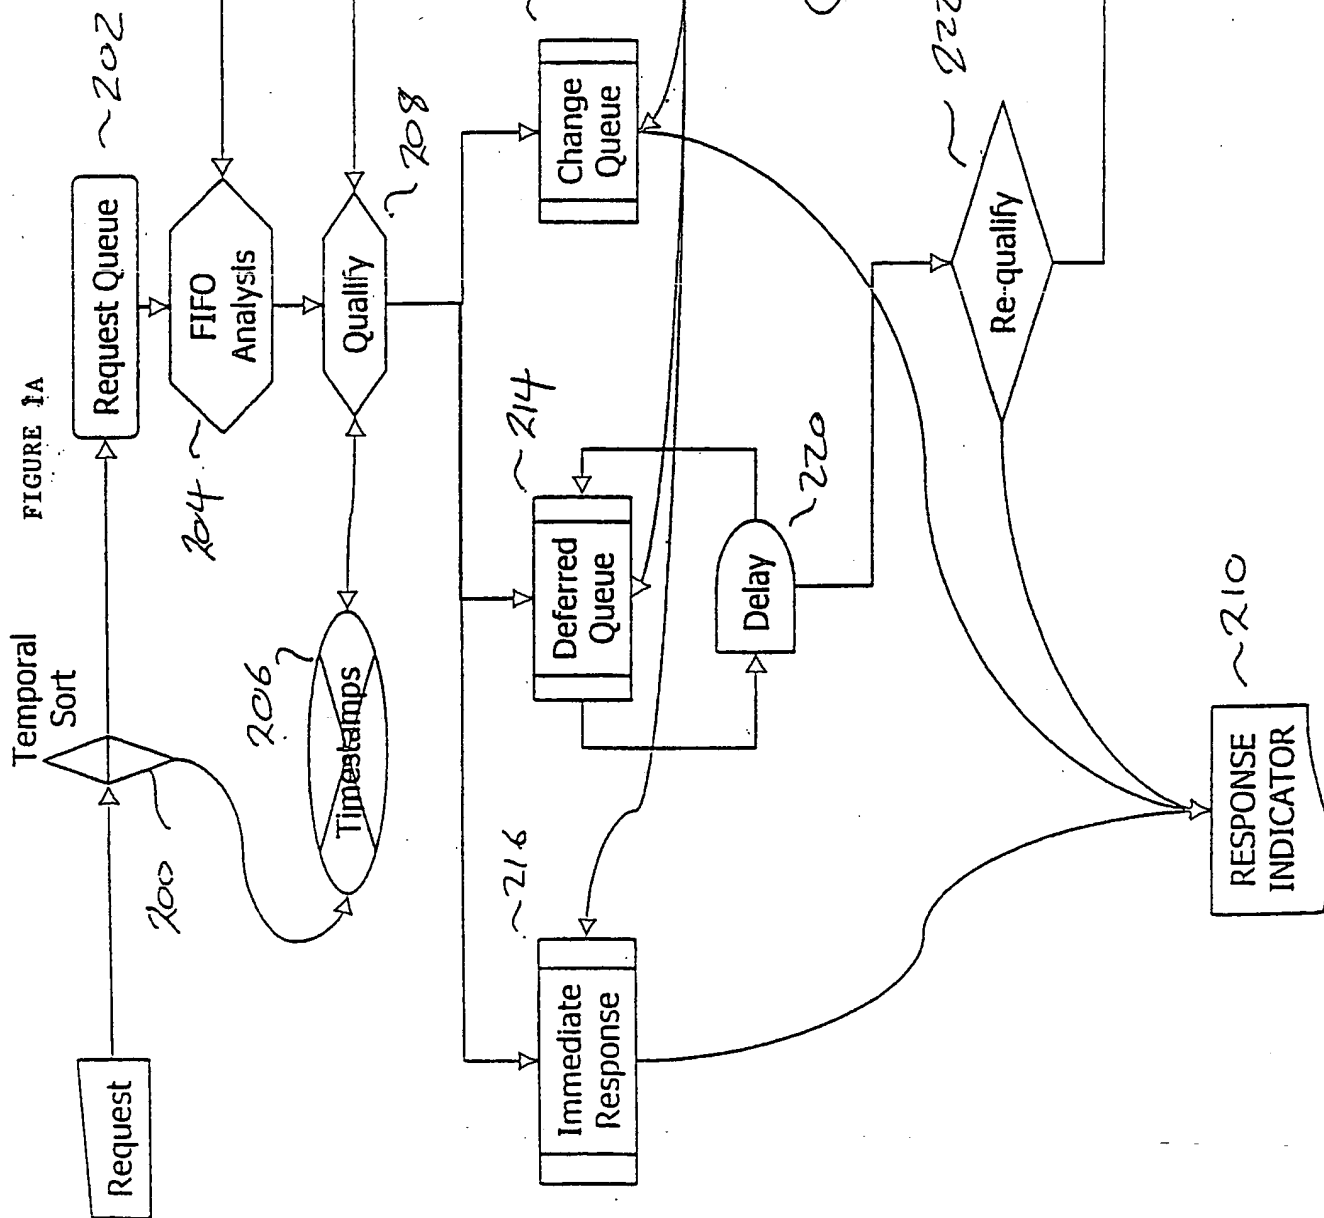 FIGURE 1A
Temporal
Sort
Request
200
Request Queue
~202
FIFO
Analysis
204
Timestamps
206
Qualify
~208
Immediate
Response
~216
Deferred
Queue
~214
Change
Queue
Delay
~220
Re-qualify
RESPONSE
INDICATOR
~210